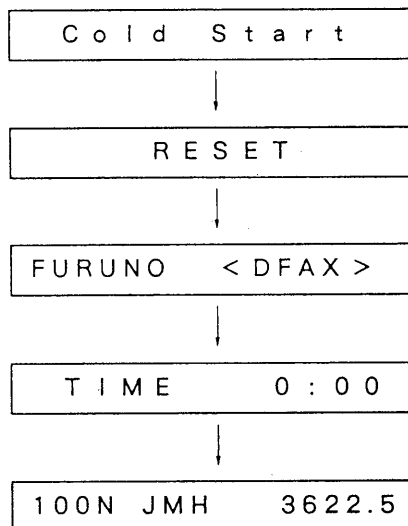 Cold Start
RESET
FURUNO <DFAX>
TIME 0:00
100N JMH 3622.5